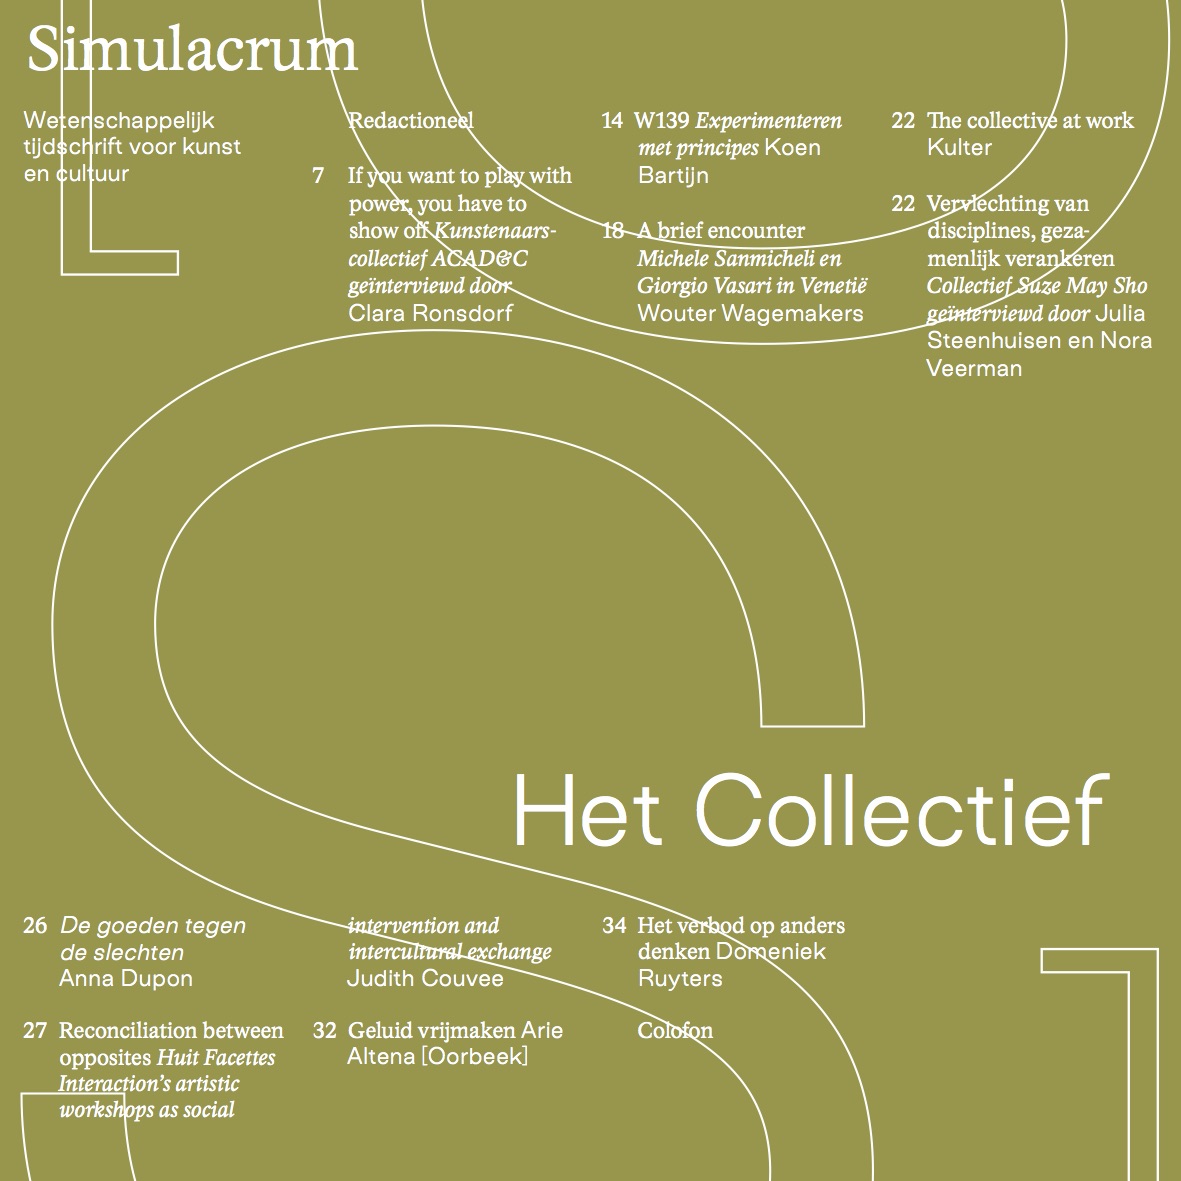 Simulacrum
Wetenschappelijk
tijdschrift voor kunst
en cultuur
Redactioneel
7 If you want to play with
power, you have to
show off Kunstenaars-
collectief ACAD&C
geïnterviewd door
Clara Ronsdorf
14 W139 Experimenteren
met principes Koen
Bartijn
18 A brief encounter
Michele Sanmicheli en
Giorgio Vasari in Venetië
Wouter Wagemakers
22 The collective at work
Kulter
22 Vervlechting van
disciplines, geza-
menlijk verankeren
Collectief Suze May Sho
geïnterviewd door Julia
Steenhuisen en Nora
Veerman
Het Collectief
26 De goeden tegen
de slechten
Anna Dupon
27 Reconciliation between
opposites Huit Facettes
Interaction's artistic
workshops as social
intervention and
intercultural exchange
Judith Couvee
32 Geluid vrijmaken Arie
Altena [Oorbeek]
34 Het verbod op anders
denken Domeniek
Ruyters
Colofon